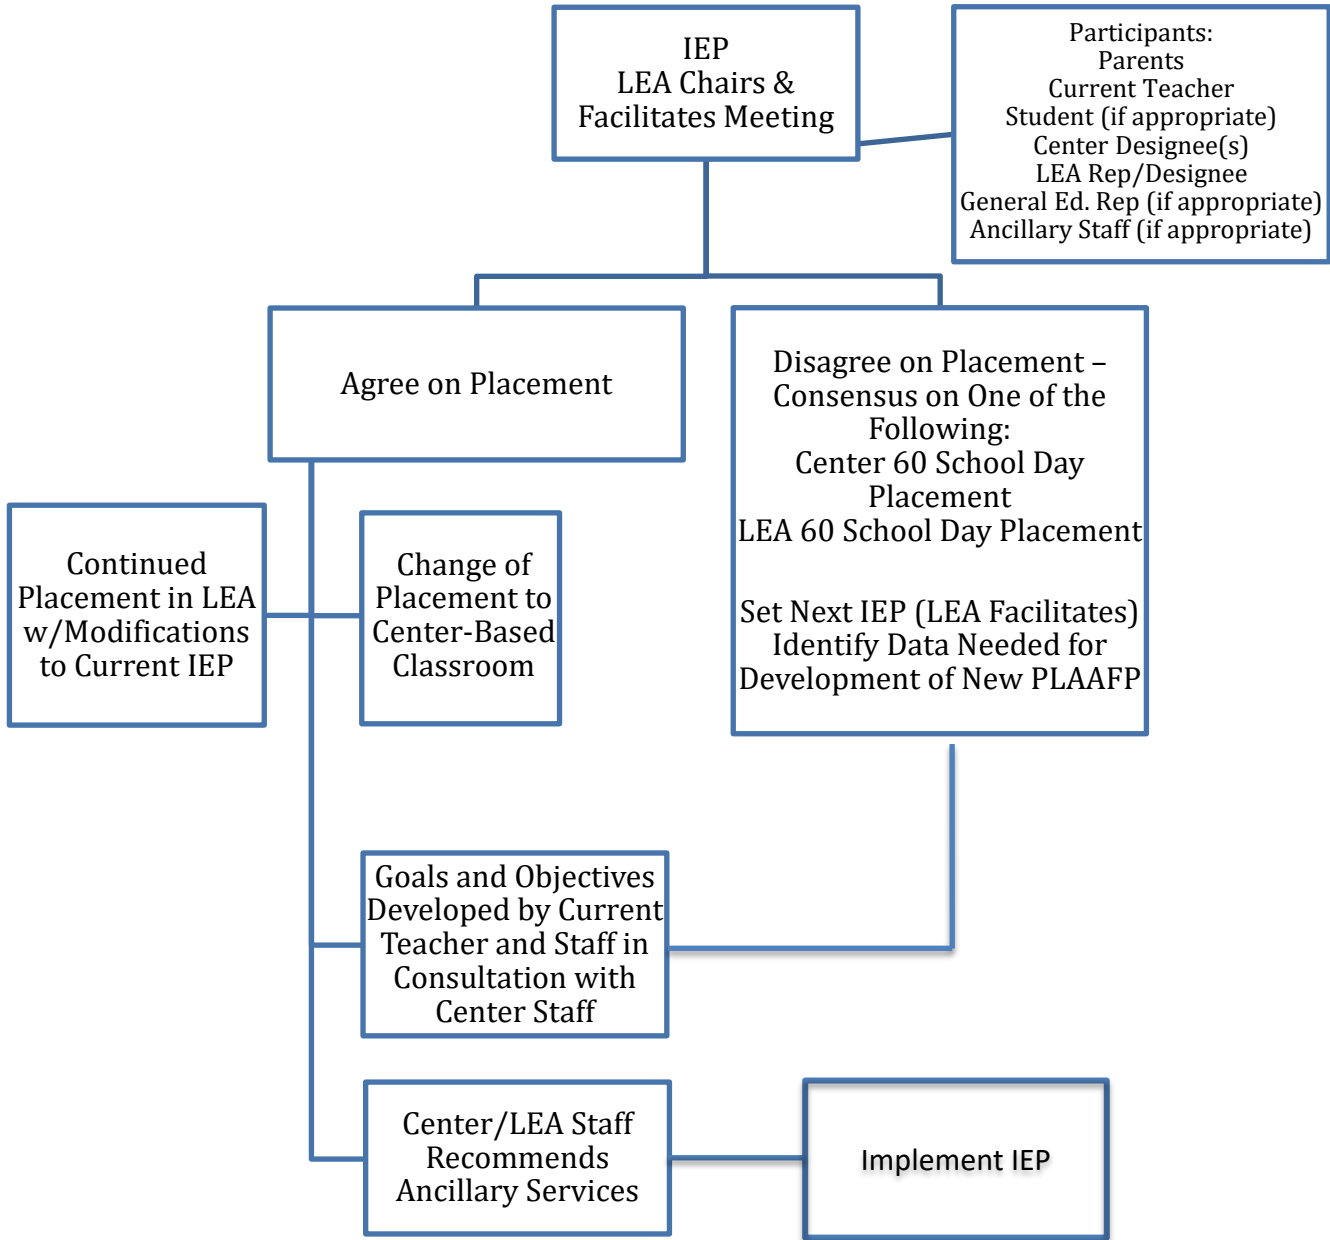 IEP
LEA Chairs &
Facilitates Meeting
Participants:
Parents
Current Teacher
Student (if appropriate)
Center Designee(s)
LEA Rep/Designee
General Ed. Rep (if appropriate)
Ancillary Staff (if appropriate)
Agree on Placement
Disagree on Placement –
Consensus on One of the
Following:
Center 60 School Day
Placement
LEA 60 School Day Placement
Set Next IEP (LEA Facilitates)
Identify Data Needed for
Development of New PLAAFP
Continued
Placement in LEA
w/Modifications
to Current IEP
Change of
Placement to
Center-Based
Classroom
Goals and Objectives
Developed by Current
Teacher and Staff in
Consultation with
Center Staff
Center/LEA Staff
Recommends
Ancillary Services
Implement IEP